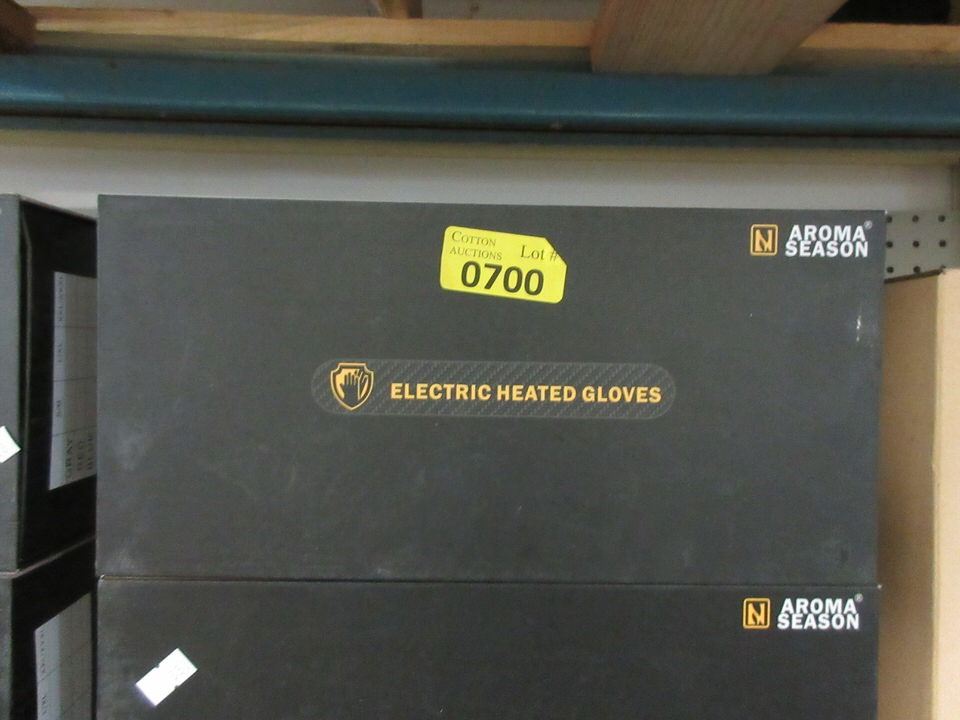 COTTON
AUCTIONS
Lot #
0700
AROMA®
SEASON
ELECTRIC HEATED GLOVES
AROMA®
SEASON